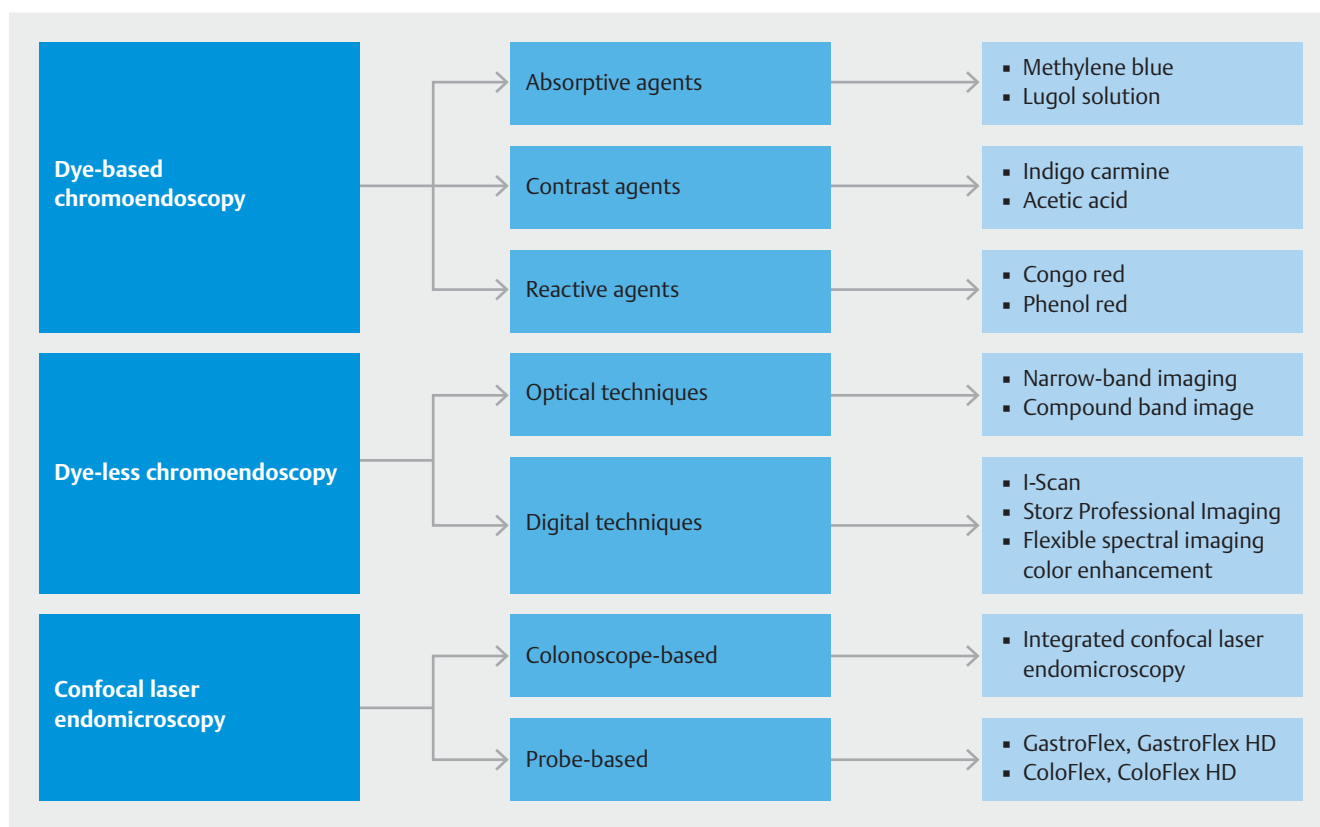 Dye-based
chromoendoscopy
Absorptive agents
▪ Methylene blue
▪ Lugol solution
Contrast agents
▪ Indigo carmine
▪ Acetic acid
Reactive agents
▪ Congo red
▪ Phenol red
Dye-less chromoendoscopy
Optical techniques
▪ Narrow-band imaging
▪ Compound band image
Digital techniques
▪ I-Scan
▪ Storz Professional Imaging
▪ Flexible spectral imaging
color enhancement
Confocal laser
endomicroscopy
Colonoscope-based
▪ Integrated confocal laser
endomicroscopy
Probe-based
▪ GastroFlex, GastroFlex HD
▪ ColoFlex, ColoFlex HD